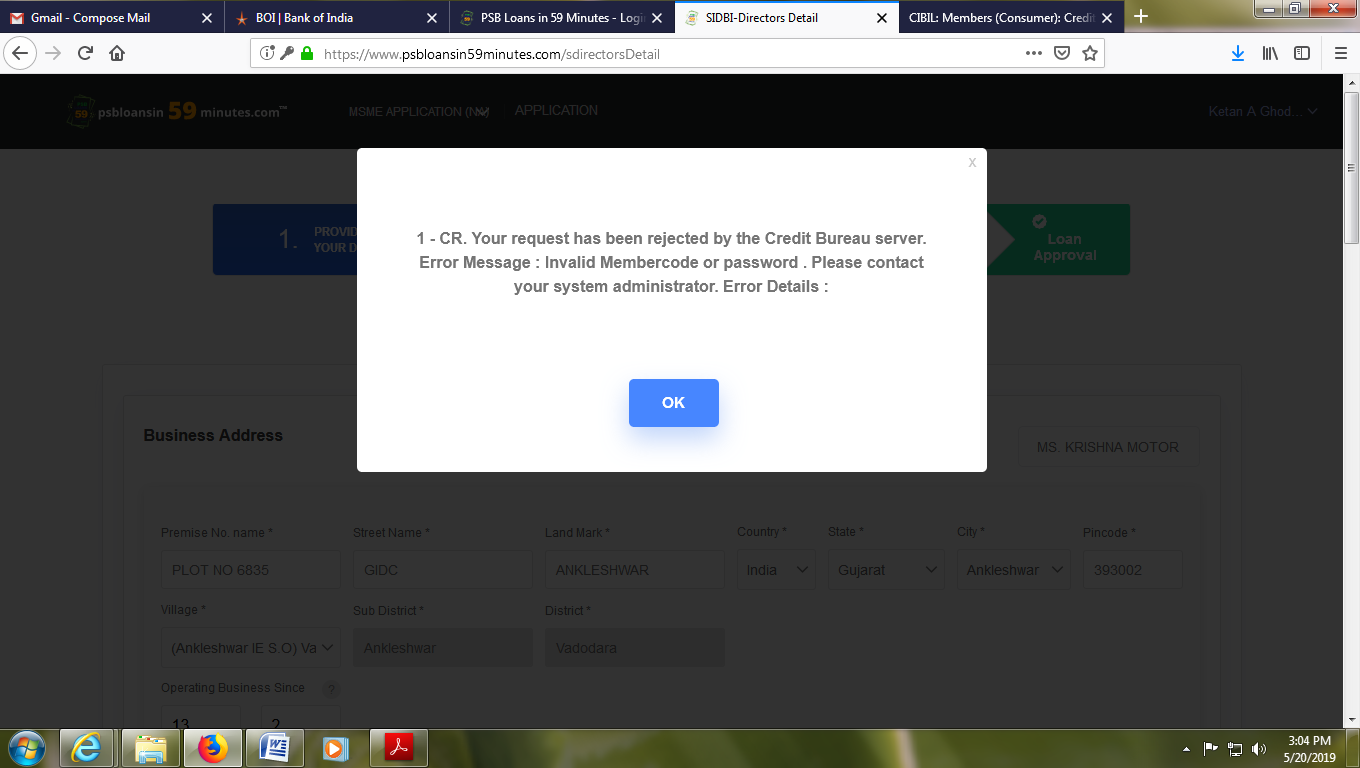 Gmail - Compose Mail
BOI | Bank of India
PSB Loans in 59 Minutes - Logi
SIDBI-Directors Detail
CIBIL: Members (Consumer): Credi
https://www.psbloansin59minutes.com/sdirectorsDetail
psbloansin 59 minutes.com™
MSME APPLICATION
APPLICATION
Ketan A Ghod...
X
1.
YOUR D
Loan
Approval
1 - CR. Your request has been rejected by the Credit Bureau server.
Error Message : Invalid Membercode or password . Please contact
your system administrator. Error Details :
OK
Business Address
MS. KRISHNA MOTOR
Premise No. name *
Street Name *
Land Mark *
Country *
State *
City *
Pincode *
PLOT NO 6835
GIDC
ANKLESHWAR
India
Gujarat
Ankleshwar
393002
Village *
Sub District *
District *
(Ankleshwar IE S.O) Va
Ankleshwar
Vadodara
Operating Business Since
?
13
2
3:04 PM
5/20/2019